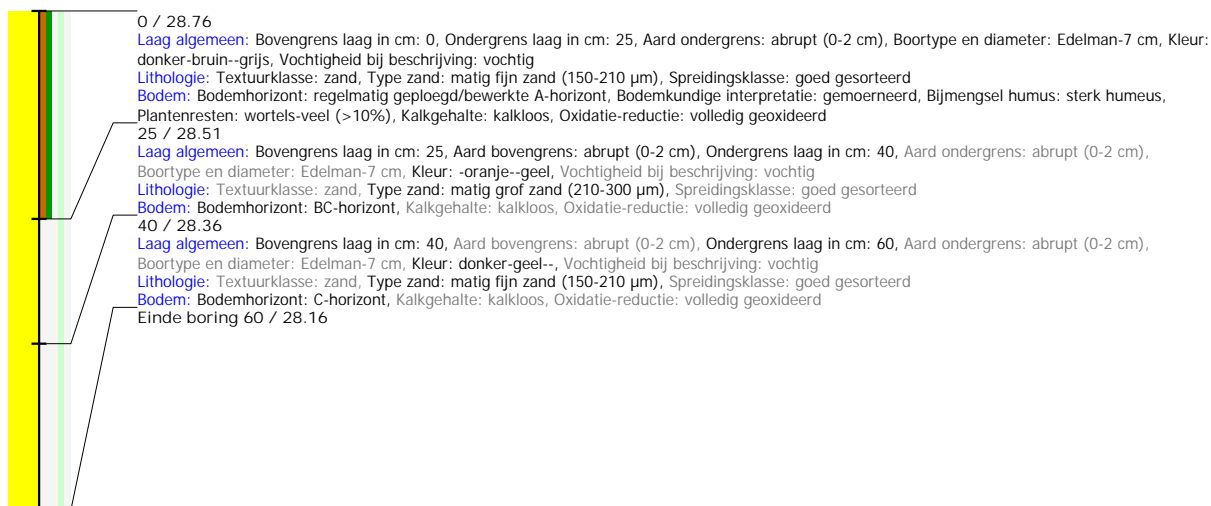 0 / 28.76
Laag algemeen: Bovengrens laag in cm: 0, Ondergrens laag in cm: 25, Aard ondergrens: abrupt (0-2 cm), Boortype en diameter: Edelman-7 cm, Kleur:
donker-bruin--grijs, Vochtigheid bij beschrijving: vochtig
Lithologie: Textuurklasse: zand, Type zand: matig fijn zand (150-210 µm), Spreidingsklasse: goed gesorteerd
Bodem: Bodemhorizont: regelmatig geploegd/bewerkte A-horizont, Bodemkundige interpretatie: gemoerneerd, Bijmengsel humus: sterk humeus,
Plantenresten: wortels-veel (>10%), Kalkgehalte: kalkloos, Oxidatie-reductie: volledig geoxideerd
25 / 28.51
Laag algemeen: Bovengrens laag in cm: 25, Aard bovengrens: abrupt (0-2 cm), Ondergrens laag in cm: 40, Aard ondergrens: abrupt (0-2 cm),
Boortype en diameter: Edelman-7 cm, Kleur: -oranje--geel, Vochtigheid bij beschrijving: vochtig
Lithologie: Textuurklasse: zand, Type zand: matig grof zand (210-300 µm), Spreidingsklasse: goed gesorteerd
Bodem: Bodemhorizont: BC-horizont, Kalkgehalte: kalkloos, Oxidatie-reductie: volledig geoxideerd
40 / 28.36
Laag algemeen: Bovengrens laag in cm: 40, Aard bovengrens: abrupt (0-2 cm), Ondergrens laag in cm: 60, Aard ondergrens: abrupt (0-2 cm),
Boortype en diameter: Edelman-7 cm, Kleur: donker-geel--, Vochtigheid bij beschrijving: vochtig
Lithologie: Textuurklasse: zand, Type zand: matig fijn zand (150-210 µm), Spreidingsklasse: goed gesorteerd
Bodem: Bodemhorizont: C-horizont, Kalkgehalte: kalkloos, Oxidatie-reductie: volledig geoxideerd
Einde boring 60 / 28.16